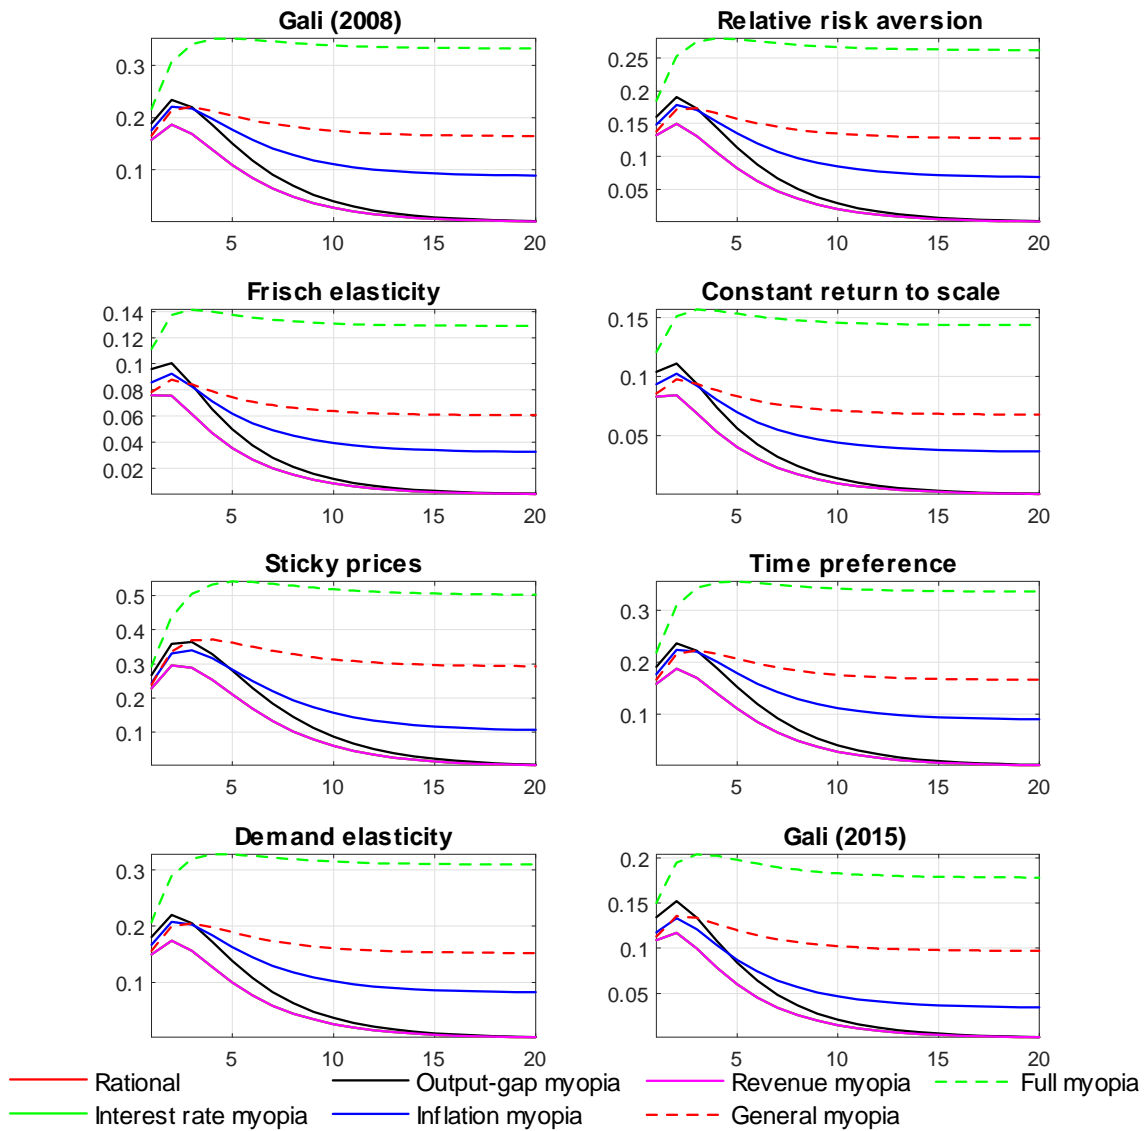 Gali (2008)
0.3
0.2
0.1
5 10 15 20
Relative risk aversion
0.25
0.2
0.15
0.1
0.05
5 10 15 20
Frisch elasticity
0.14
0.12
0.1
0.08
0.06
0.04
0.02
5 10 15 20
Constant return to scale
0.15
0.1
0.05
5 10 15 20
Sticky prices
0.5
0.4
0.3
0.2
0.1
5 10 15 20
Time preference
0.3
0.2
0.1
5 10 15 20
Demand elasticity
0.3
0.2
0.1
5 10 15 20
Gali (2015)
0.2
0.15
0.1
0.05
5 10 15 20
Rational Output-gap myopia Revenue myopia Full myopia
Interest rate myopia Inflation myopia General myopia